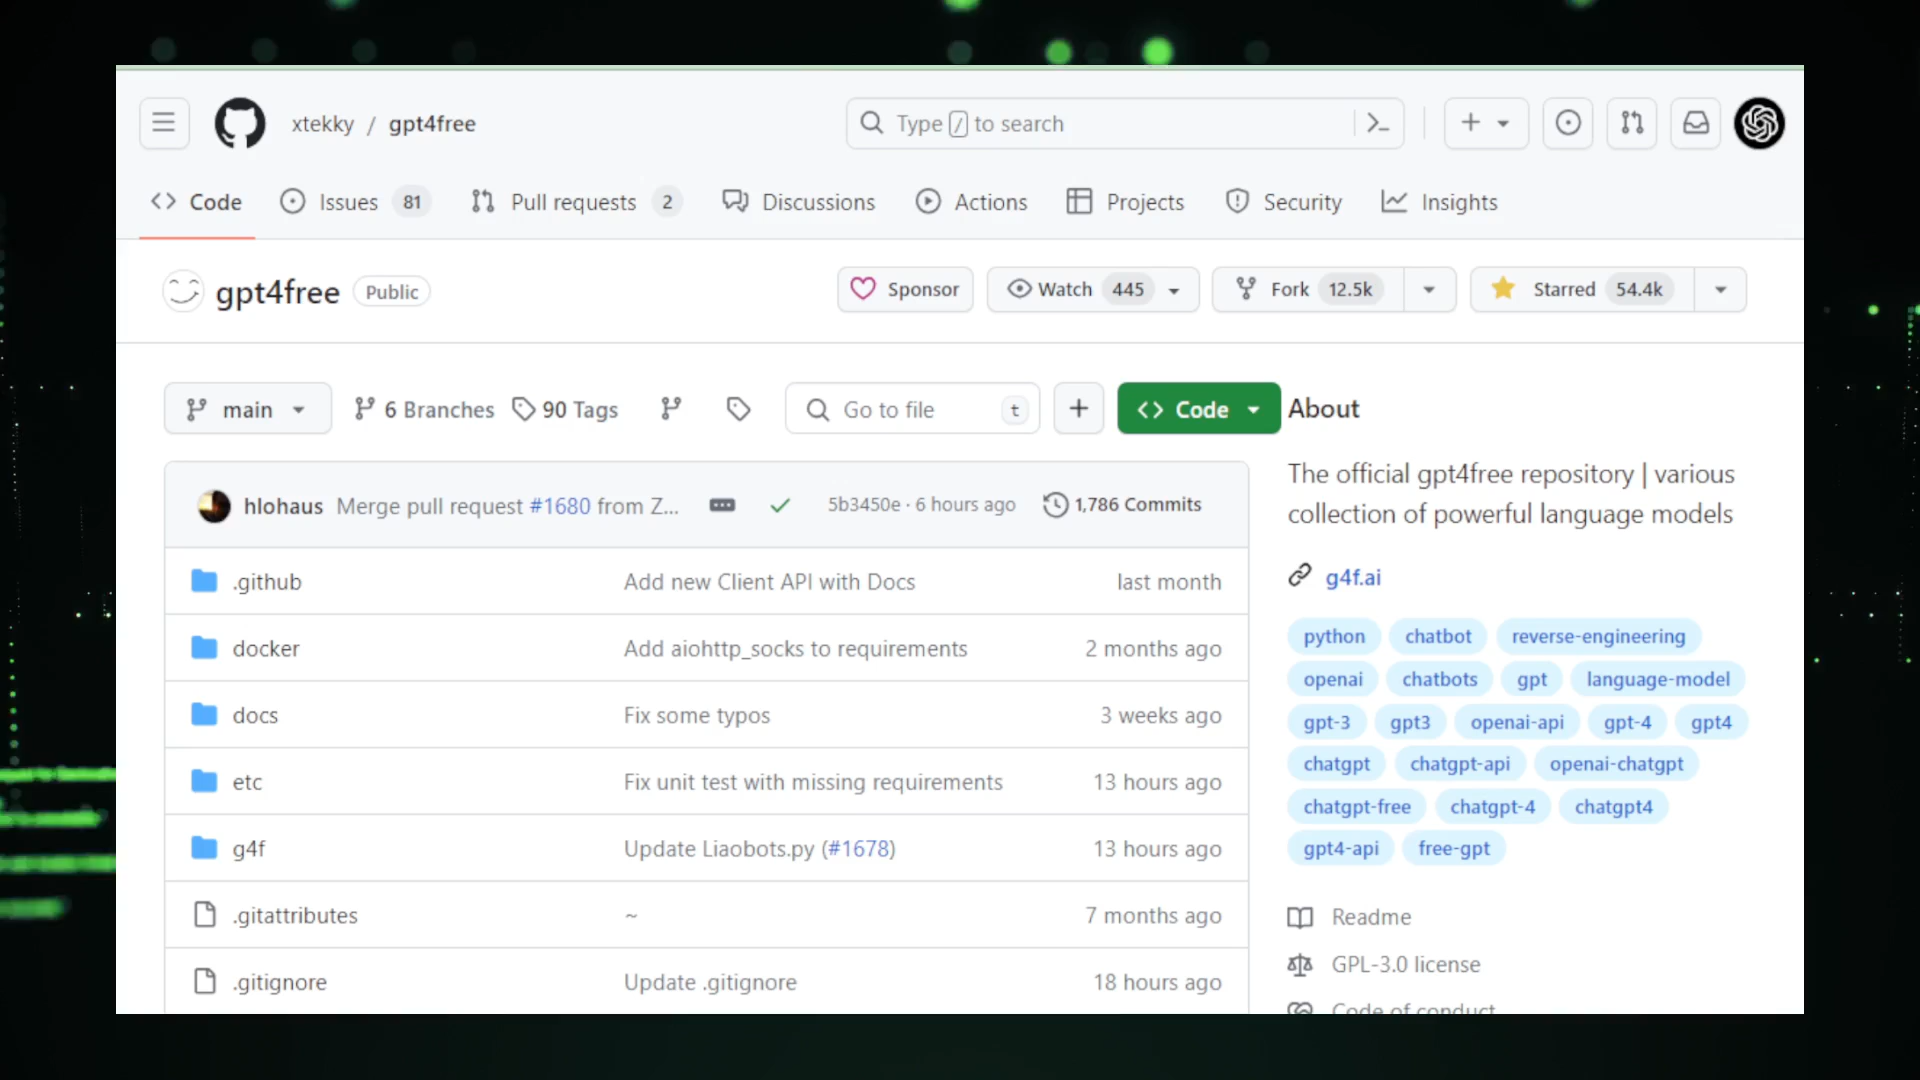 xtekky / gpt4free
Type / to search
Code
Issues 81
Pull requests 2
Discussions
Actions
Projects
Security
Insights
gpt4free Public
Sponsor
Watch 445
Fork 12.5k
Starred 54.4k
main
6 Branches
90 Tags
Go to file t
Code
About
The official gpt4free repository | various
collection of powerful language models
g4f.ai
python chatbot reverse-engineering
openai chatbots gpt language-model
gpt-3 gpt3 openai-api gpt-4 gpt4
chatgpt chatgpt-api openai-chatgpt
chatgpt-free chatgpt-4 chatgpt4
gpt4-api free-gpt
Readme
GPL-3.0 license
Code of conduct
hlohaus Merge pull request #1680 from Z... 5b3450e · 6 hours ago 1,786 Commits
.github Add new Client API with Docs last month
docker Add aiohttp_socks to requirements 2 months ago
docs Fix some typos 3 weeks ago
etc Fix unit test with missing requirements 13 hours ago
g4f Update Liaobots.py (#1678) 13 hours ago
.gitattributes ~ 7 months ago
.gitignore Update .gitignore 18 hours ago